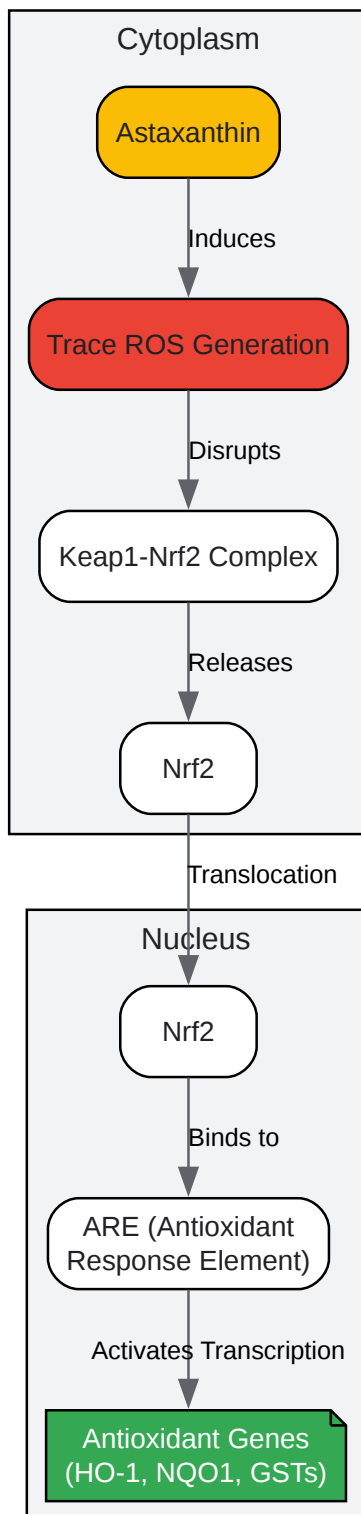 Cytoplasm
Astaxanthin
Induces
Trace ROS Generation
Disrupts
Keap1-Nrf2 Complex
Releases
Nrf2
Translocation
Nucleus
Nrf2
Binds to
ARE (Antioxidant
Response Element)
Activates Transcription
Antioxidant Genes
(HO-1, NQO1, GSTs)